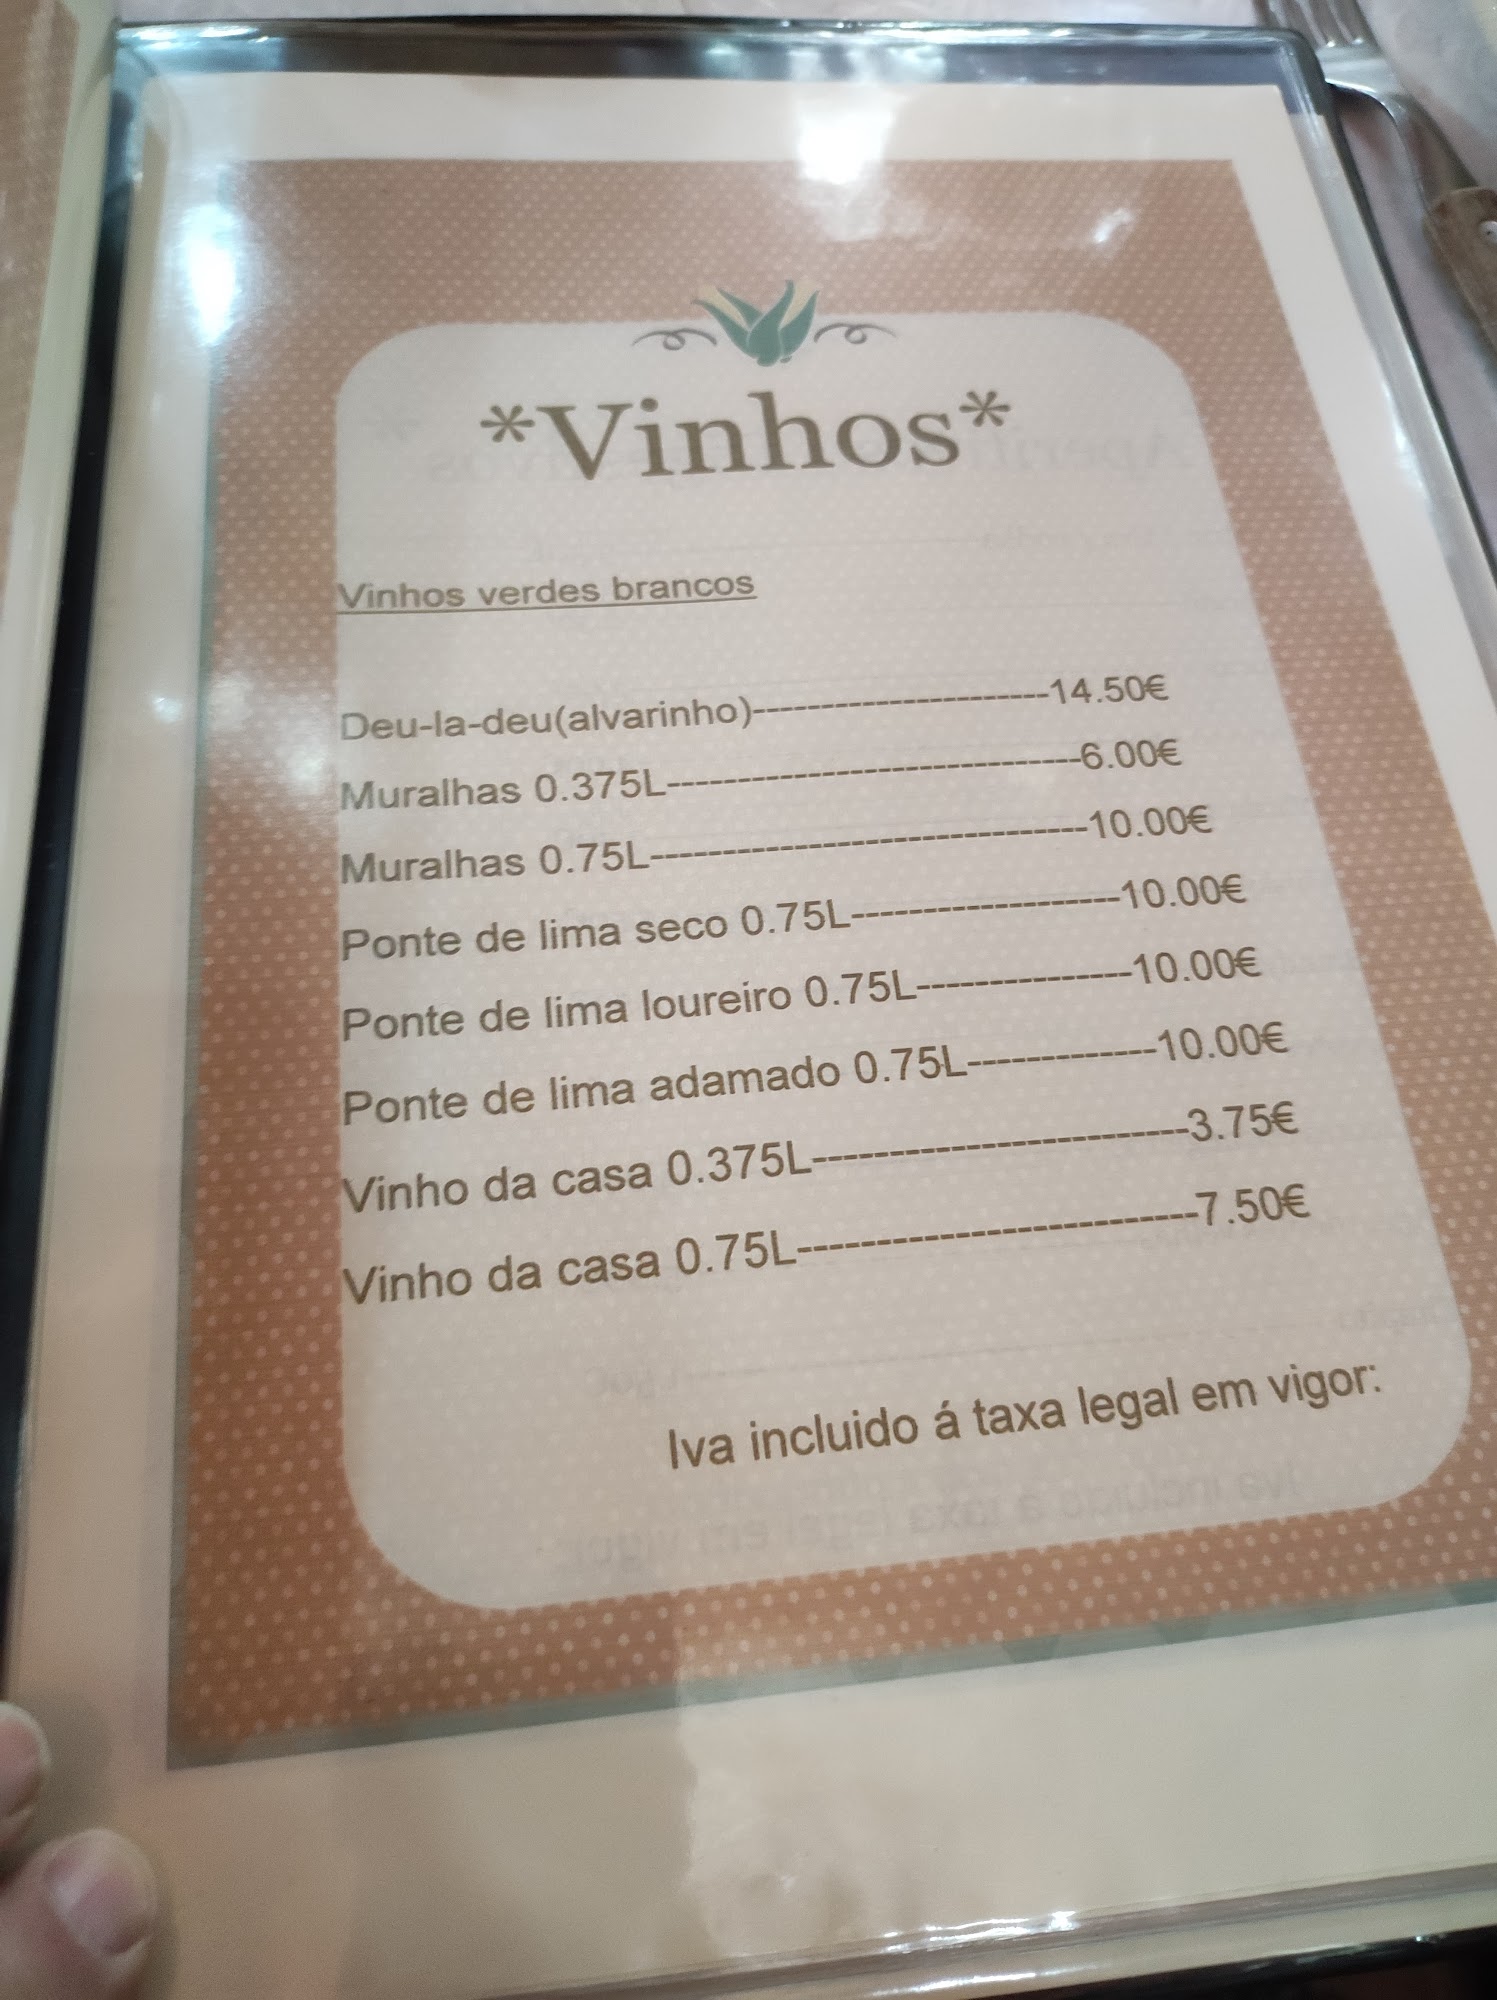 *Vinhos*
Vinhos verdes brancos
Deu-la-deu(alvarinho)----------------------14.50€
Muralhas 0.375L------------------------------6.00€
Muralhas 0.75L--------------------------------10.00€
Ponte de lima seco 0.75L-------------------10.00€
Ponte de lima loureiro 0.75L---------------10.00€
Ponte de lima adamado 0.75L-------------10.00€
Vinho da casa 0.375L-------------------------3.75€
Vinho da casa 0.75L--------------------------7.50€
Iva incluido á taxa legal em vigor: